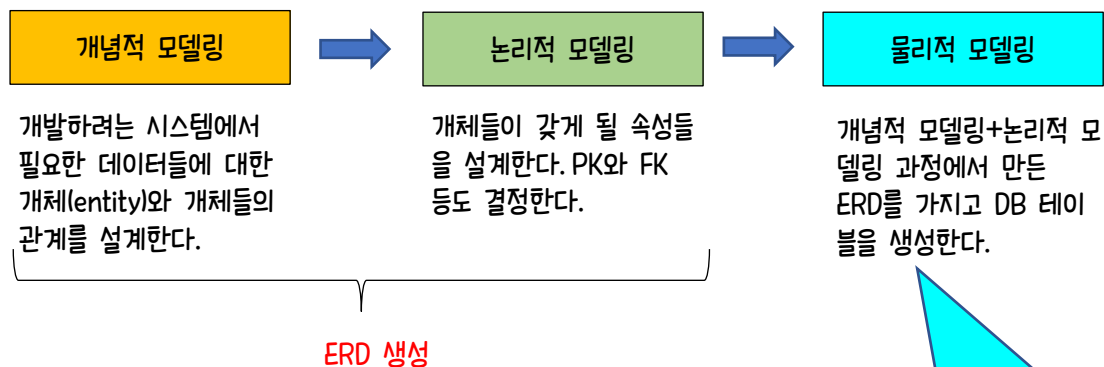 개념적 모델링
논리적 모델링
물리적 모델링
개발하려는 시스템에서
필요한 데이터들에 대한
개체(entity)와 개체들의
관계를 설계한다.
개체들이 갖게 될 속성들
을 설계한다. PK와 FK
등도 결정한다.
개념적 모델링+논리적 모
델링 과정에서 만든
ERD를 가지고 DB 테이
블을 생성한다.
ERD 생성